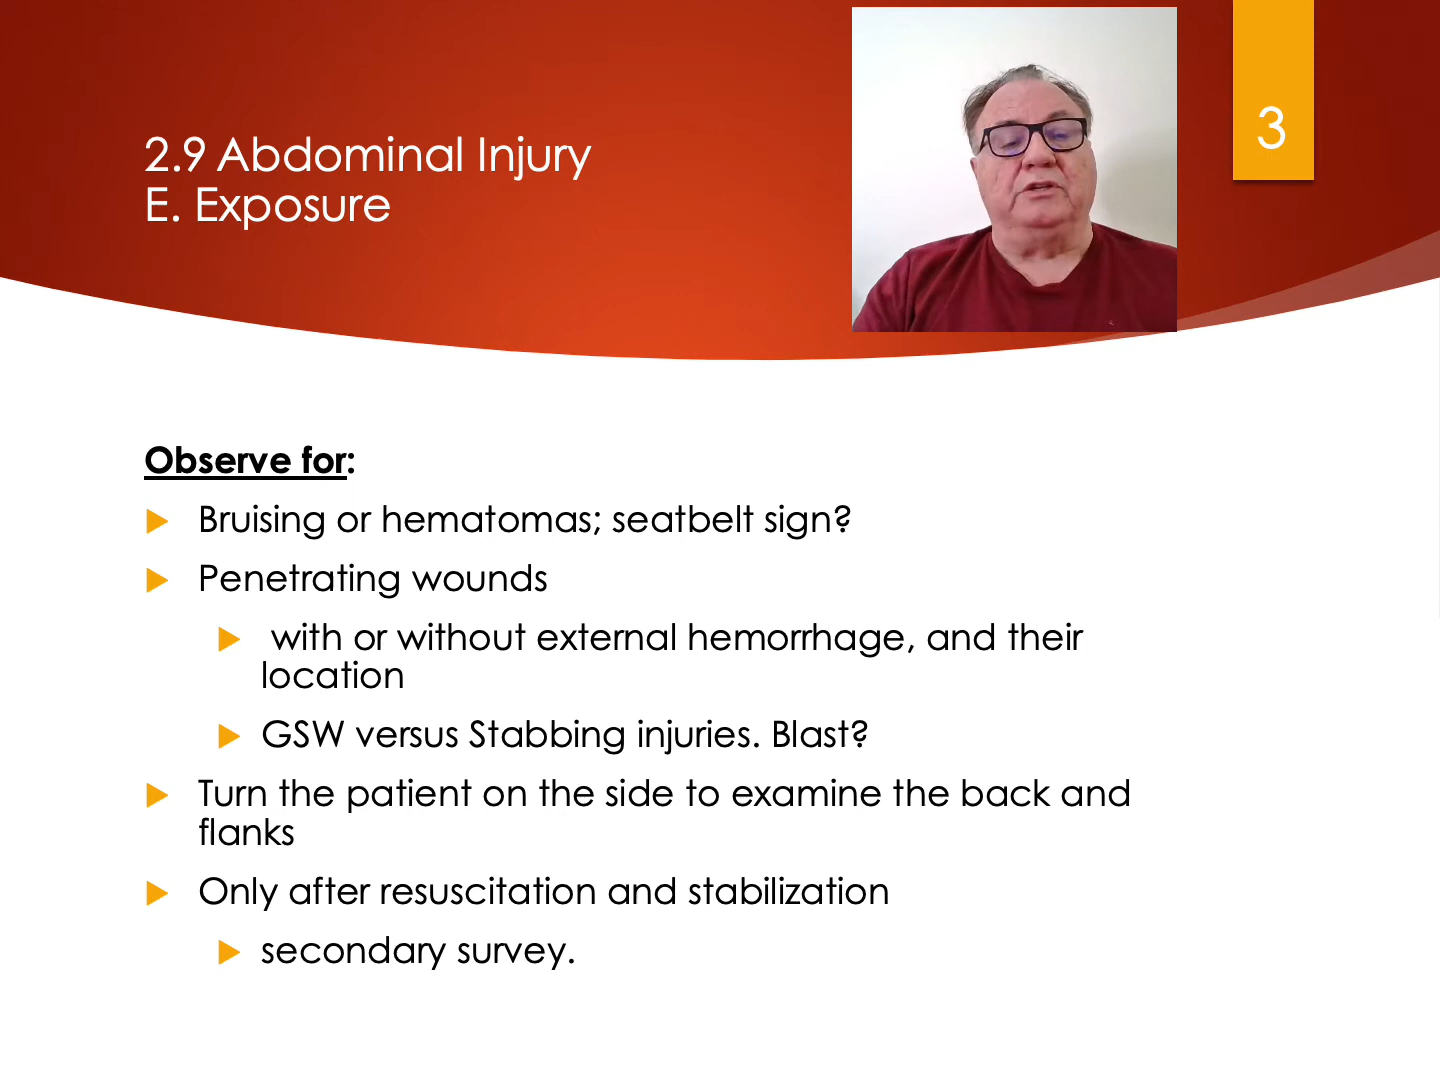 3
2.9 Abdominal Injury
E. Exposure
Observe for:
Bruising or hematomas; seatbelt sign?
Penetrating wounds
with or without external hemorrhage, and their
location
GSW versus Stabbing injuries. Blast?
Turn the patient on the side to examine the back and
flanks
Only after resuscitation and stabilization
secondary survey.